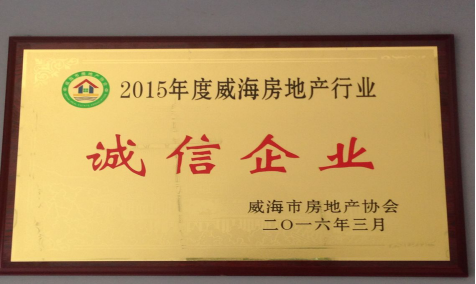 2015年度威海房地产行业
诚信企业
威海市房地产协会
二〇一六年三月